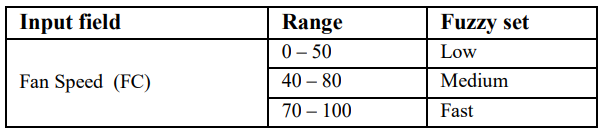 Input field Range Fuzzy set
0 – 50 Low
Fan Speed (FC) 40 – 80 Medium
70 – 100 Fast